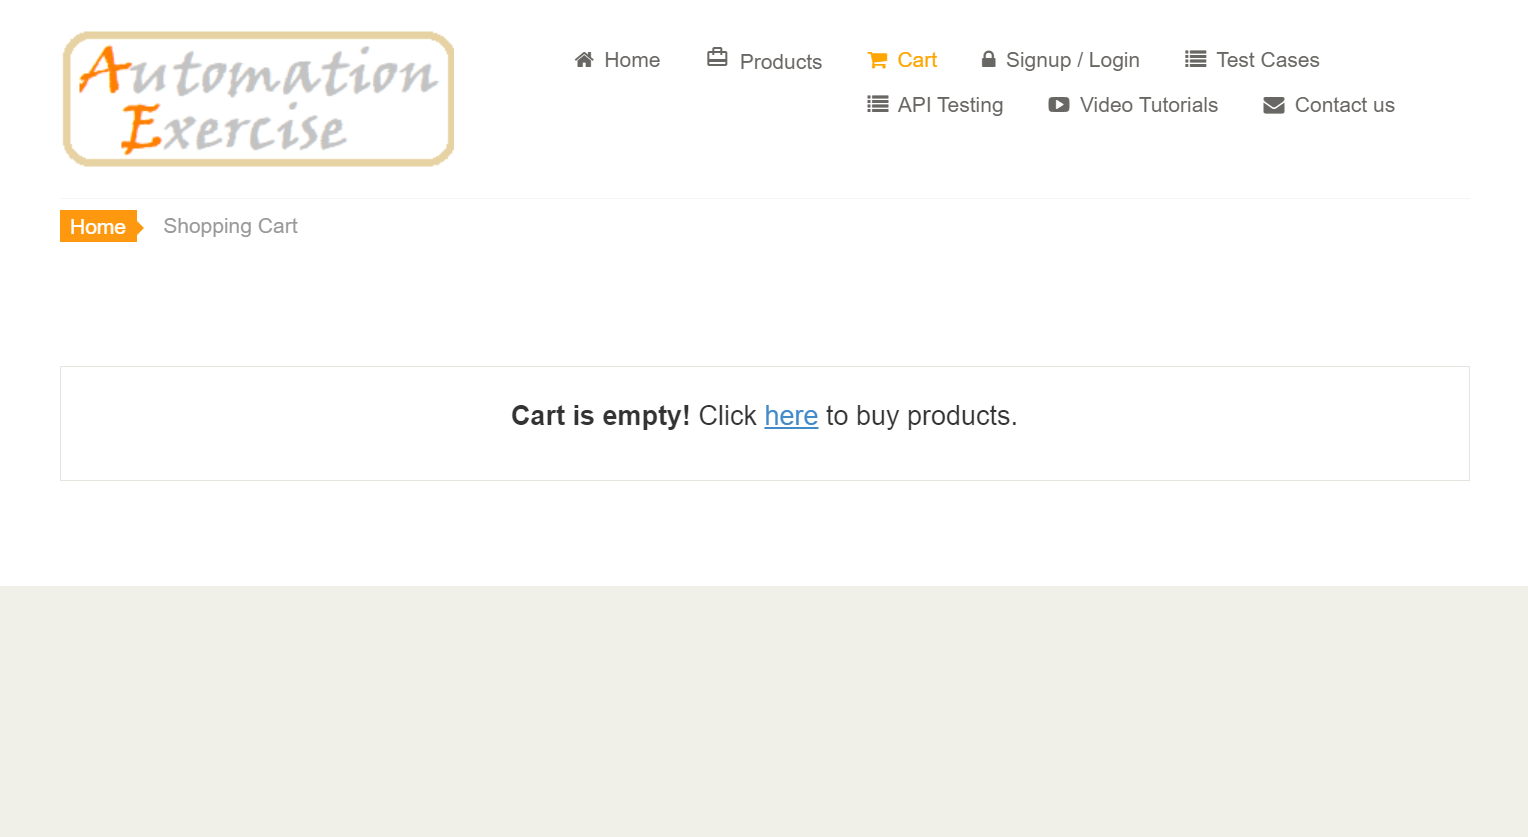 Automation
Exercise
Home Products Cart Signup / Login Test Cases
API Testing Video Tutorials Contact us
Home Shopping Cart
Cart is empty! Click here to buy products.